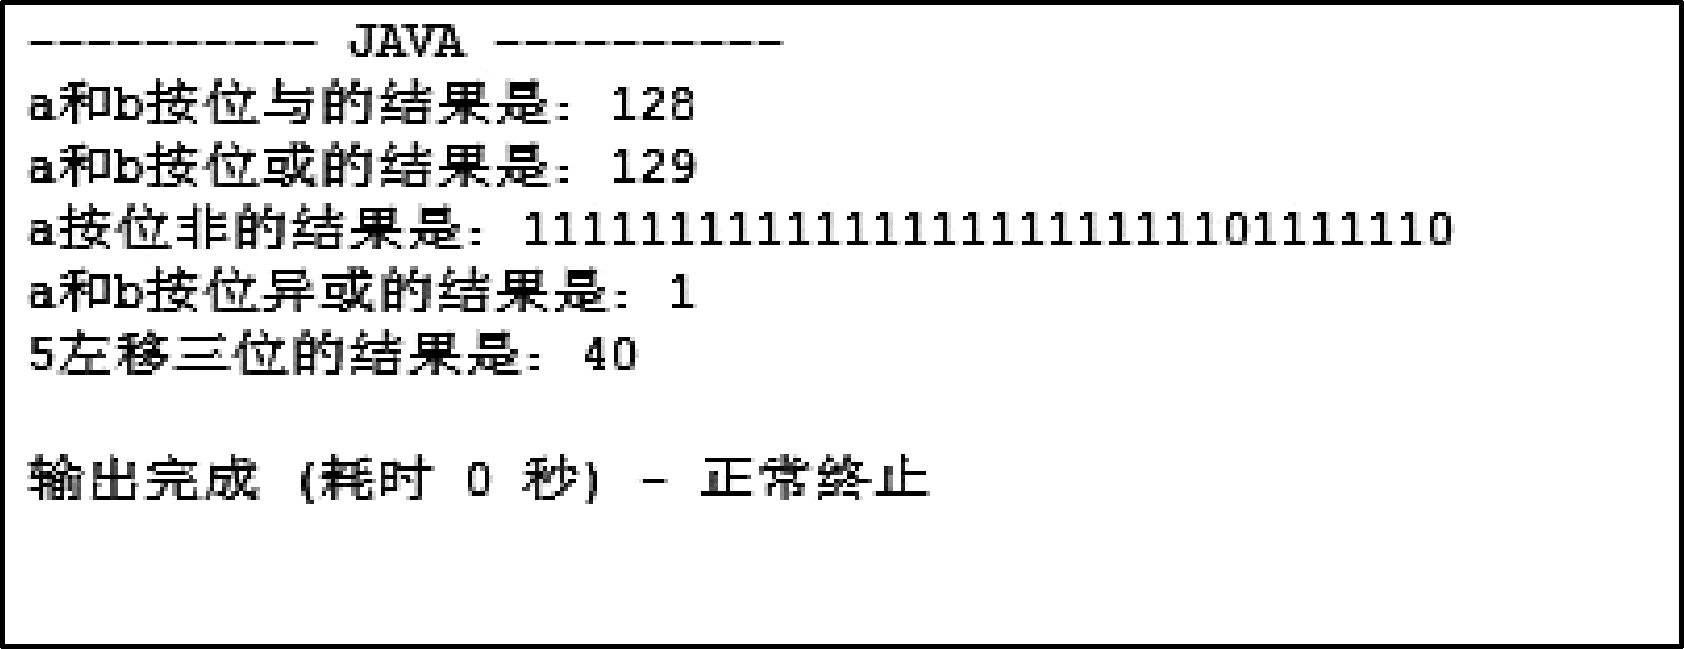 ---------- JAVA ----------
a和b按位与的结果是：128
a和b按位或的结果是：129
a按位非的结果是：11111111111111111111111101111110
a和b按位异或的结果是：1
5左移三位的结果是：40
输出完成 (耗时 0 秒) - 正常终止